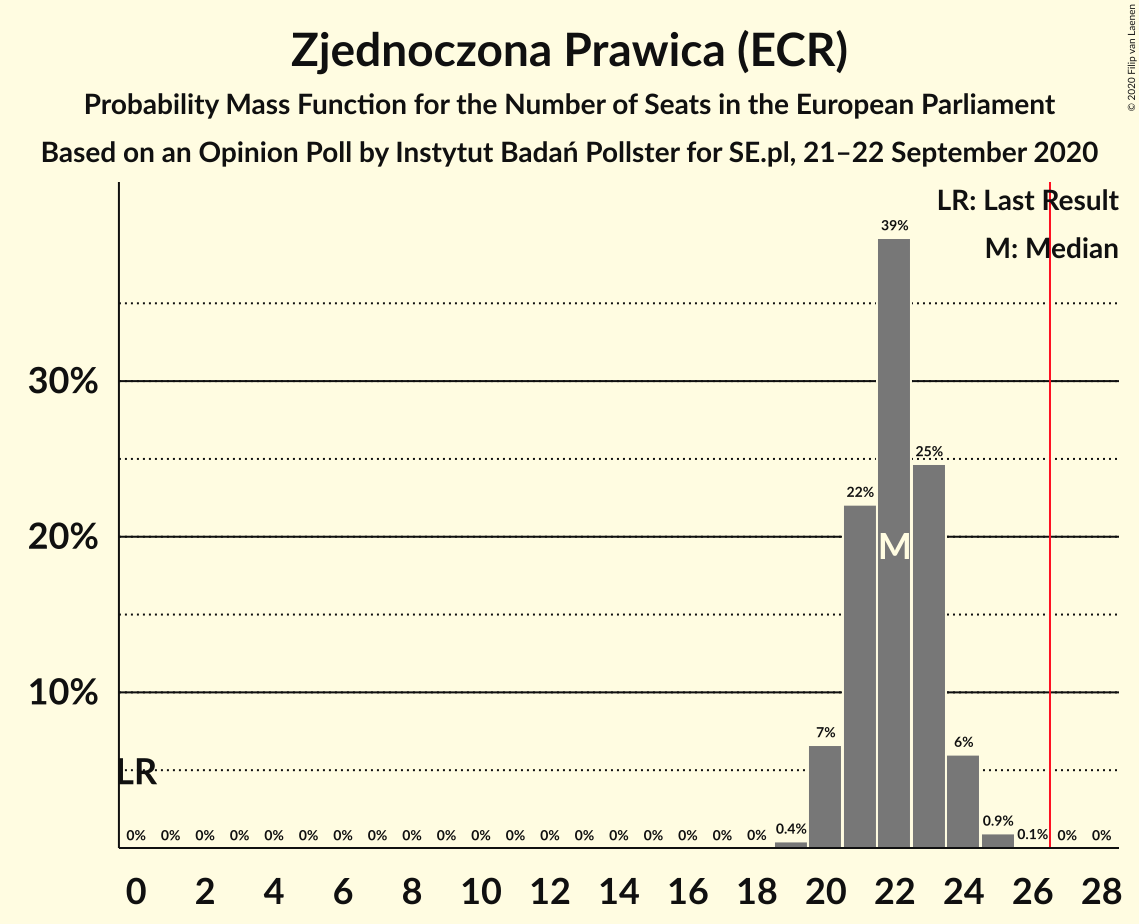 Zjednoczona Prawica (ECR)
Probability Mass Function for the Number of Seats in the European Parliament
Based on an Opinion Poll by Instytut Badań Pollster for SE.pl, 21–22 September 2020
© 2020 Filip van Laenen
LR: Last Result
M: Median
39%
30%
25%
22%
20%
M
10%
7%
6%
LR
0% 0% 0% 0% 0% 0% 0% 0% 0% 0% 0% 0% 0% 0% 0% 0% 0% 0% 0% 0.4% 0.9% 0.1% 0% 0%
0 2 4 6 8 10 12 14 16 18 20 22 24 26 28